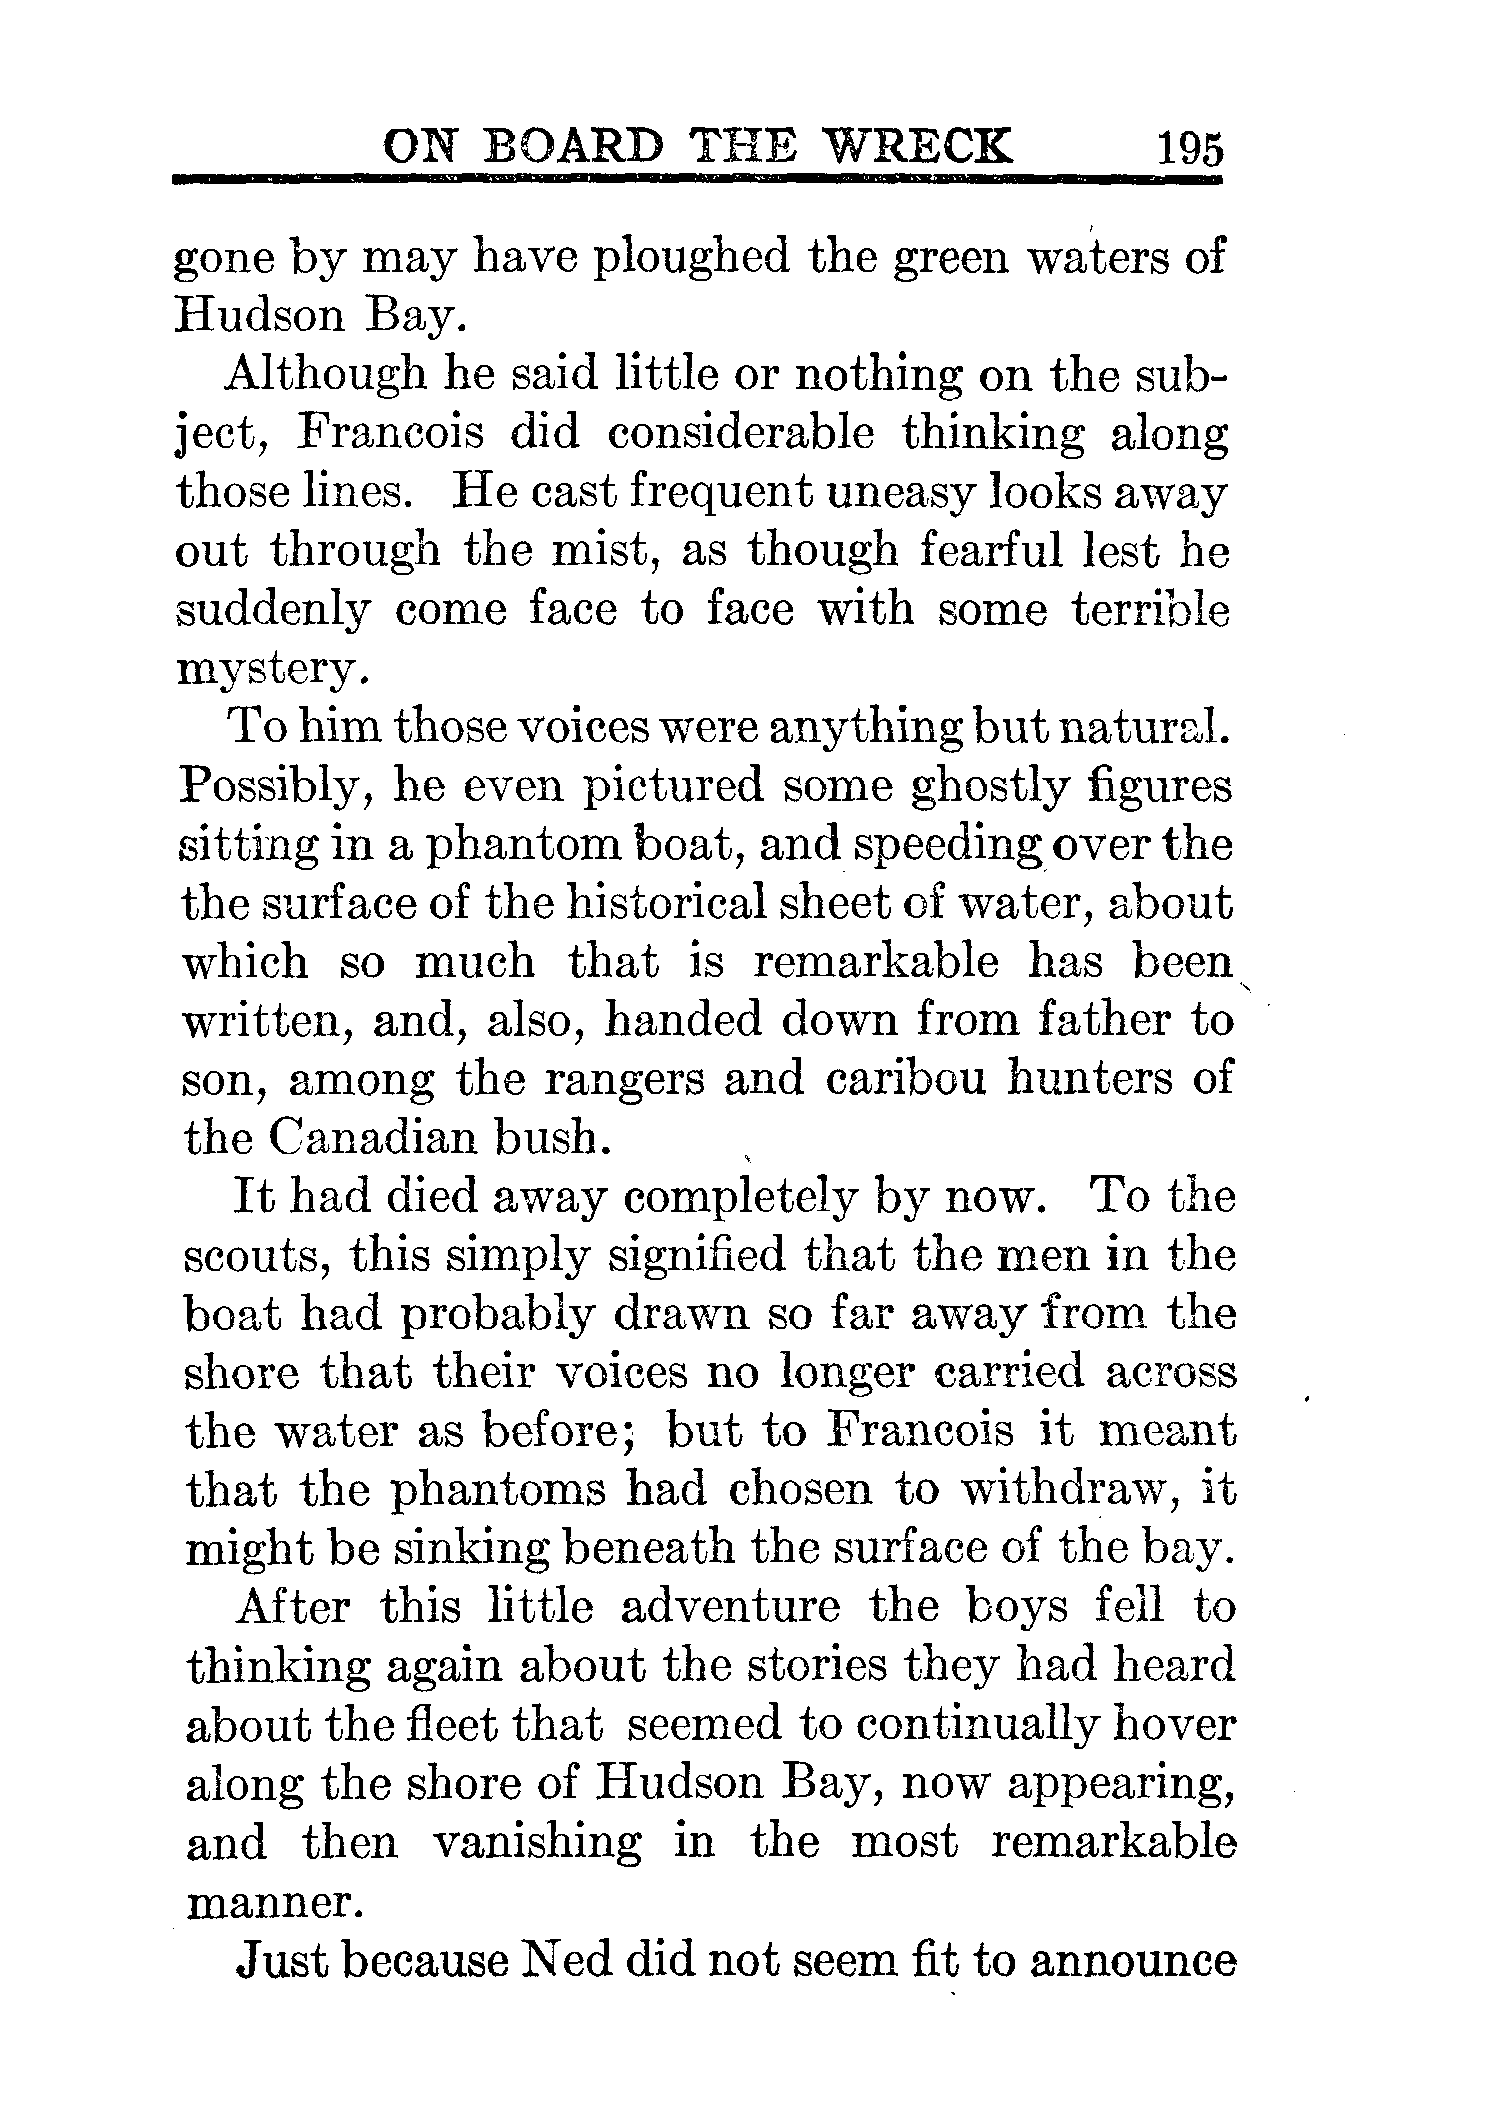 ON BOARD THE WRECK 195
gone by may have ploughed the green waters of
Hudson Bay.
Although he said little or nothing on the sub-
ject, Francois did considerable thinking along
those lines. He cast frequent uneasy looks away
out through the mist, as though fearful lest he
suddenly come face to face with some terrible
mystery.
To him those voices were anything but natural.
Possibly, he even pictured some ghostly figures
sitting in a phantom boat, and speeding over the
the surface of the historical sheet of water, about
which so much that is remarkable has been
written, and, also, handed down from father to
son, among the rangers and caribou hunters of
the Canadian bush.
It had died away completely by now. To the
scouts, this simply signified that the men in the
boat had probably drawn so far away from the
shore that their voices no longer carried across
the water as before; but to Francois it meant
that the phantoms had chosen to withdraw, it
might be sinking beneath the surface of the bay.
After this little adventure the boys fell to
thinking again about the stories they had heard
about the fleet that seemed to continually hover
along the shore of Hudson Bay, now appearing,
and then vanishing in the most remarkable
manner.
Just because Ned did not seem fit to announce